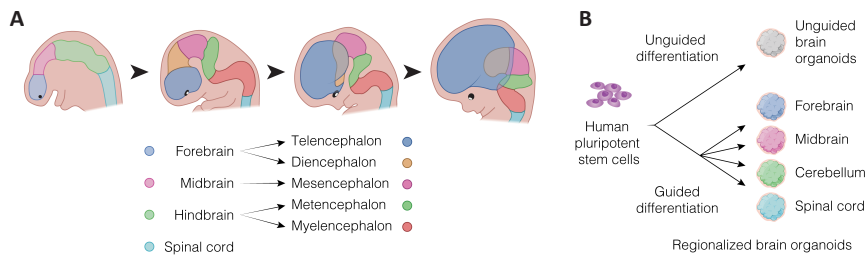 A
Forebrain
Midbrain
Hindbrain
Spinal cord
Telencephalon
Diencephalon
Mesencephalon
Metencephalon
Myelencephalon
B
Unguided
differentiation
Unguided
brain
organoids
Human
pluripotent
stem cells
Guided
differentiation
Forebrain
Midbrain
Cerebellum
Spinal cord
Regionalized brain organoids